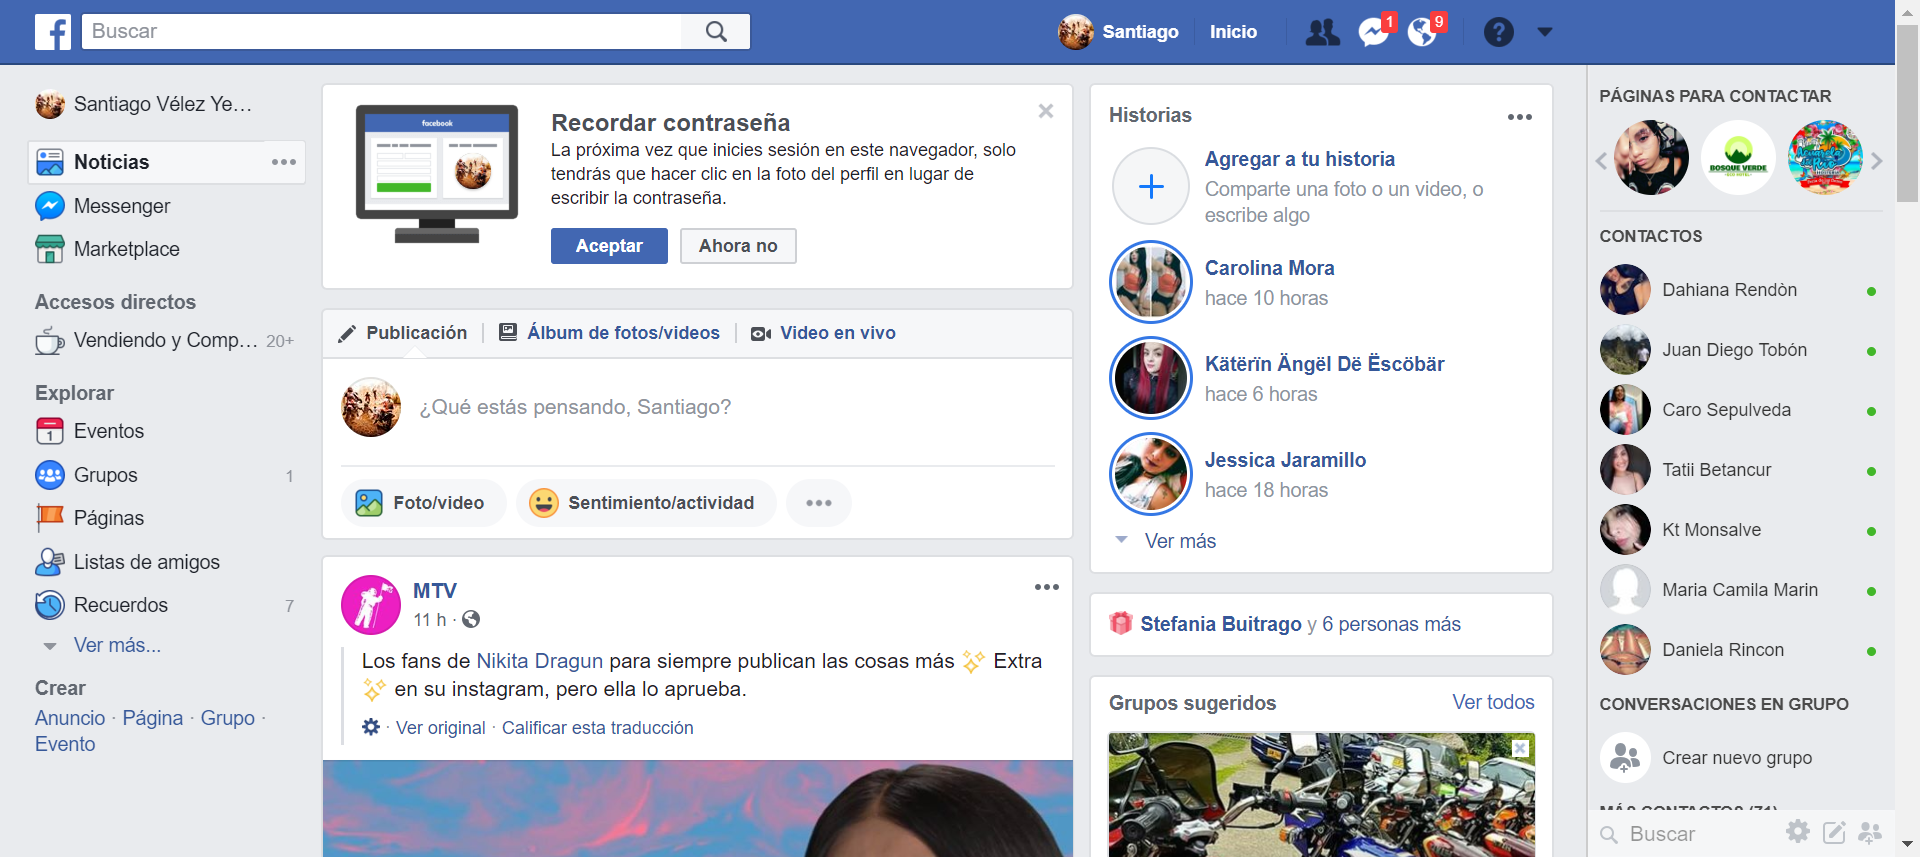 Buscar
Santiago
Inicio
1
9
Santiago Vélez Ye...
Noticias
Messenger
Marketplace
Accesos directos
Vendiendo y Comp... 20+
Explorar
Eventos
Grupos 1
Páginas
Listas de amigos
Recuerdos 7
Ver más...
Crear
Anuncio · Página · Grupo ·
Evento
facebook
Recordar contraseña
La próxima vez que inicies sesión en este navegador, solo
tendrás que hacer clic en la foto del perfil en lugar de
escribir la contraseña.
Aceptar
Ahora no
Publicación
Álbum de fotos/videos
Video en vivo
¿Qué estás pensando, Santiago?
Foto/video
Sentimiento/actividad
MTV
11 h ·
Los fans de Nikita Dragun para siempre publican las cosas más ✨ Extra
✨ en su instagram, pero ella lo aprueba.
· Ver original · Calificar esta traducción
Historias
Agregar a tu historia
Comparte una foto o un video, o
escribe algo
Carolina Mora
hace 10 horas
Kätërïn Ängël Dë Ëscöbär
hace 6 horas
Jessica Jaramillo
hace 18 horas
Ver más
Stefania Buitrago y 6 personas más
Grupos sugeridos
Ver todos
PÁGINAS PARA CONTACTAR
BOSQUE VERDE
CONTACTOS
Dahiana Rendòn
Juan Diego Tobón
Caro Sepulveda
Tatii Betancur
Kt Monsalve
Maria Camila Marin
Daniela Rincon
CONVERSACIONES EN GRUPO
Crear nuevo grupo
MÁS CONTACTOS (71)
Buscar